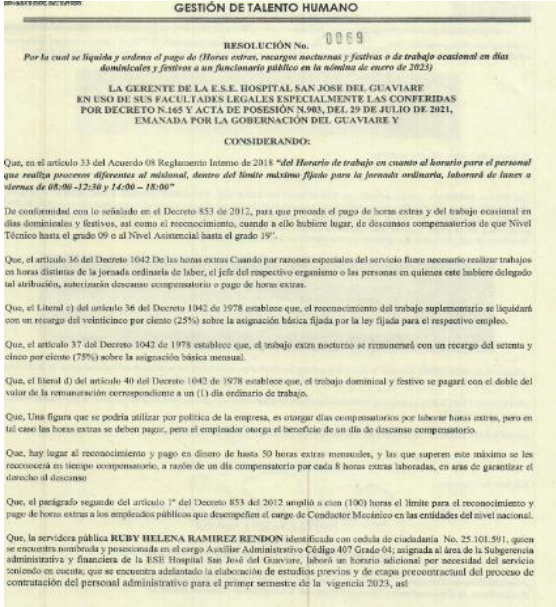 GESTIÓN DE TALENTO HUMANO
RESOLUCIÓN No. 0069
Por la cual se liquida y ordena el pago de (Horas extras, recargos nocturnas y festivas o de trabajo ocasional en días
dominicales y festivos a un funcionario público en la nómina de enero de 2023)
LA GERENTE DE LA E.S.E. HOSPITAL SAN JOSE DEL GUAVIARE
EN USO DE SUS FACULTADES LEGALES ESPECIALMENTE LAS CONFERIDAS
POR DECRETO N.165 Y ACTA DE POSESIÓN N.903, DEL 29 DE JULIO DE 2021,
EMANADA POR LA GOBERNACIÓN DEL GUAVIARE Y
CONSIDERANDO:
Que, en el artículo 33 del Acuerdo 08 Reglamento Interno de 2018 "del Horario de trabajo en cuanto al horario para el personal
que realiza procesos diferentes al misional, dentro del límite máximo fijado para la jornada ordinaria, laborará de lunes a
viernes de 08:00 -12:30 y 14:00 – 18:00"
De conformidad con lo señalado en el Decreto 853 de 2012, para que proceda el pago de horas extras y del trabajo ocasional en
días dominicales y festivos, así como el reconocimiento, cuando a ello hubiere lugar, de descansos compensatorios de que Nivel
Técnico hasta el grado 09 o al Nivel Asistencial hasta el grado 19".
Que, el artículo 36 del Decreto 1042 De las horas extras Cuando por razones especiales del servicio fuere necesario realizar trabajos
en horas distintas de la jornada ordinaria de labor, el jefe del respectivo organismo o las personas en quienes este hubiere delegado
tal atribución, autorizarán descanso compensatorio o pago de horas extras.
Que, el Literal c) del artículo 36 del Decreto 1042 de 1978 establece que, el reconocimiento del trabajo suplementario se liquidará
con un recargo del veinticinco por ciento (25%) sobre la asignación básica fijada por la ley fijada para el respectivo empleo.
Que, el artículo 37 del Decreto 1042 de 1978 establece que, el trabajo extra nocturno se remunerará con un recargo del setenta y
cinco por ciento (75%) sobre la asignación básica mensual.
Que, el literal d) del artículo 40 del Decreto 1042 de 1978 establece que, el trabajo dominical y festivo se pagará con el doble del
valor de la remuneración correspondiente a un (1) día ordinario de trabajo.
Que, Una figura que se podría utilizar por política de la empresa, es otorgar días compensatorios por laborar horas extras, pero en
tal caso las horas extras se deben pagar, pero el empleador otorga el beneficio de un día de descanso compensatorio.
Que, hay lugar al reconocimiento y pago en dinero de hasta 50 horas extras mensuales, y las que superen este máximo se les
reconocerá en tiempo compensatorio, a razón de un día compensatorio por cada 8 horas extras laboradas, en aras de garantizar el
derecho al descanso
Que, el parágrafo segundo del artículo 1° del Decreto 853 del 2012 amplió a cien (100) horas el límite para el reconocimiento y
pago de horas extras a los empleados públicos que desempeñen el cargo de Conductor Mecánico en las entidades del nivel nacional.
Que, la servidora pública RUBY HELENA RAMIREZ RENDON identificada con cedula de ciudadanía No. 25.101.591, quien
se encuentra nombrada y posesionada en el cargo Auxiliar Administrativo Código 407 Grado 04; asignada al área de la Subgerencia
administrativa y financiera de la ESE Hospital San José del Guaviare, laboró un horario adicional por necesidad del servicio
teniendo en cuenta; que se encuentra adelantado la elaboración de estudios previos y de etapa precontractual del proceso de
contratación del personal administrativo para el primer semestre de la vigencia 2023, así